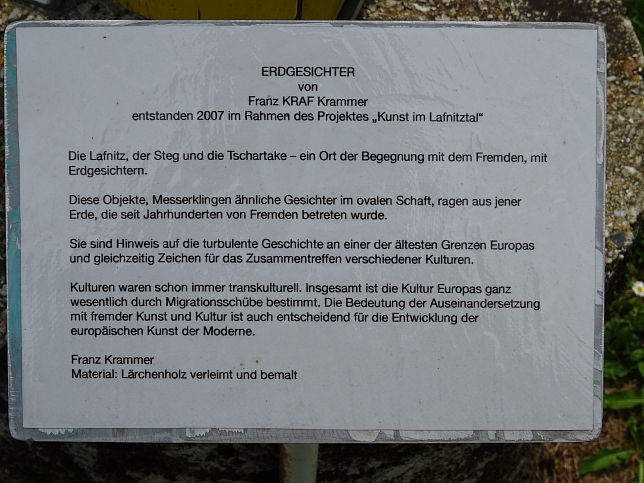 ERDGESICHTER
von
Franz KRAF Krammer
entstanden 2007 im Rahmen des Projektes „Kunst im Lafnitztal“
Die Lafnitz, der Steg und die Tschartake – ein Ort der Begegnung mit dem Fremden, mit
Erdgesichtern.
Diese Objekte, Messerklingen ähnliche Gesichter im ovalen Schaft, ragen aus jener
Erde, die seit Jahrhunderten von Fremden betreten wurde.
Sie sind Hinweis auf die turbulente Geschichte an einer der ältesten Grenzen Europas
und gleichzeitig Zeichen für das Zusammentreffen verschiedener Kulturen.
Kulturen waren schon immer transkulturell. Insgesamt ist die Kultur Europas ganz
wesentlich durch Migrationsschübe bestimmt. Die Bedeutung der Auseinandersetzung
mit fremder Kunst und Kultur ist auch entscheidend für die Entwicklung der
europäischen Kunst der Moderne.
Franz Krammer
Material: Lärchenholz verleimt und bemalt